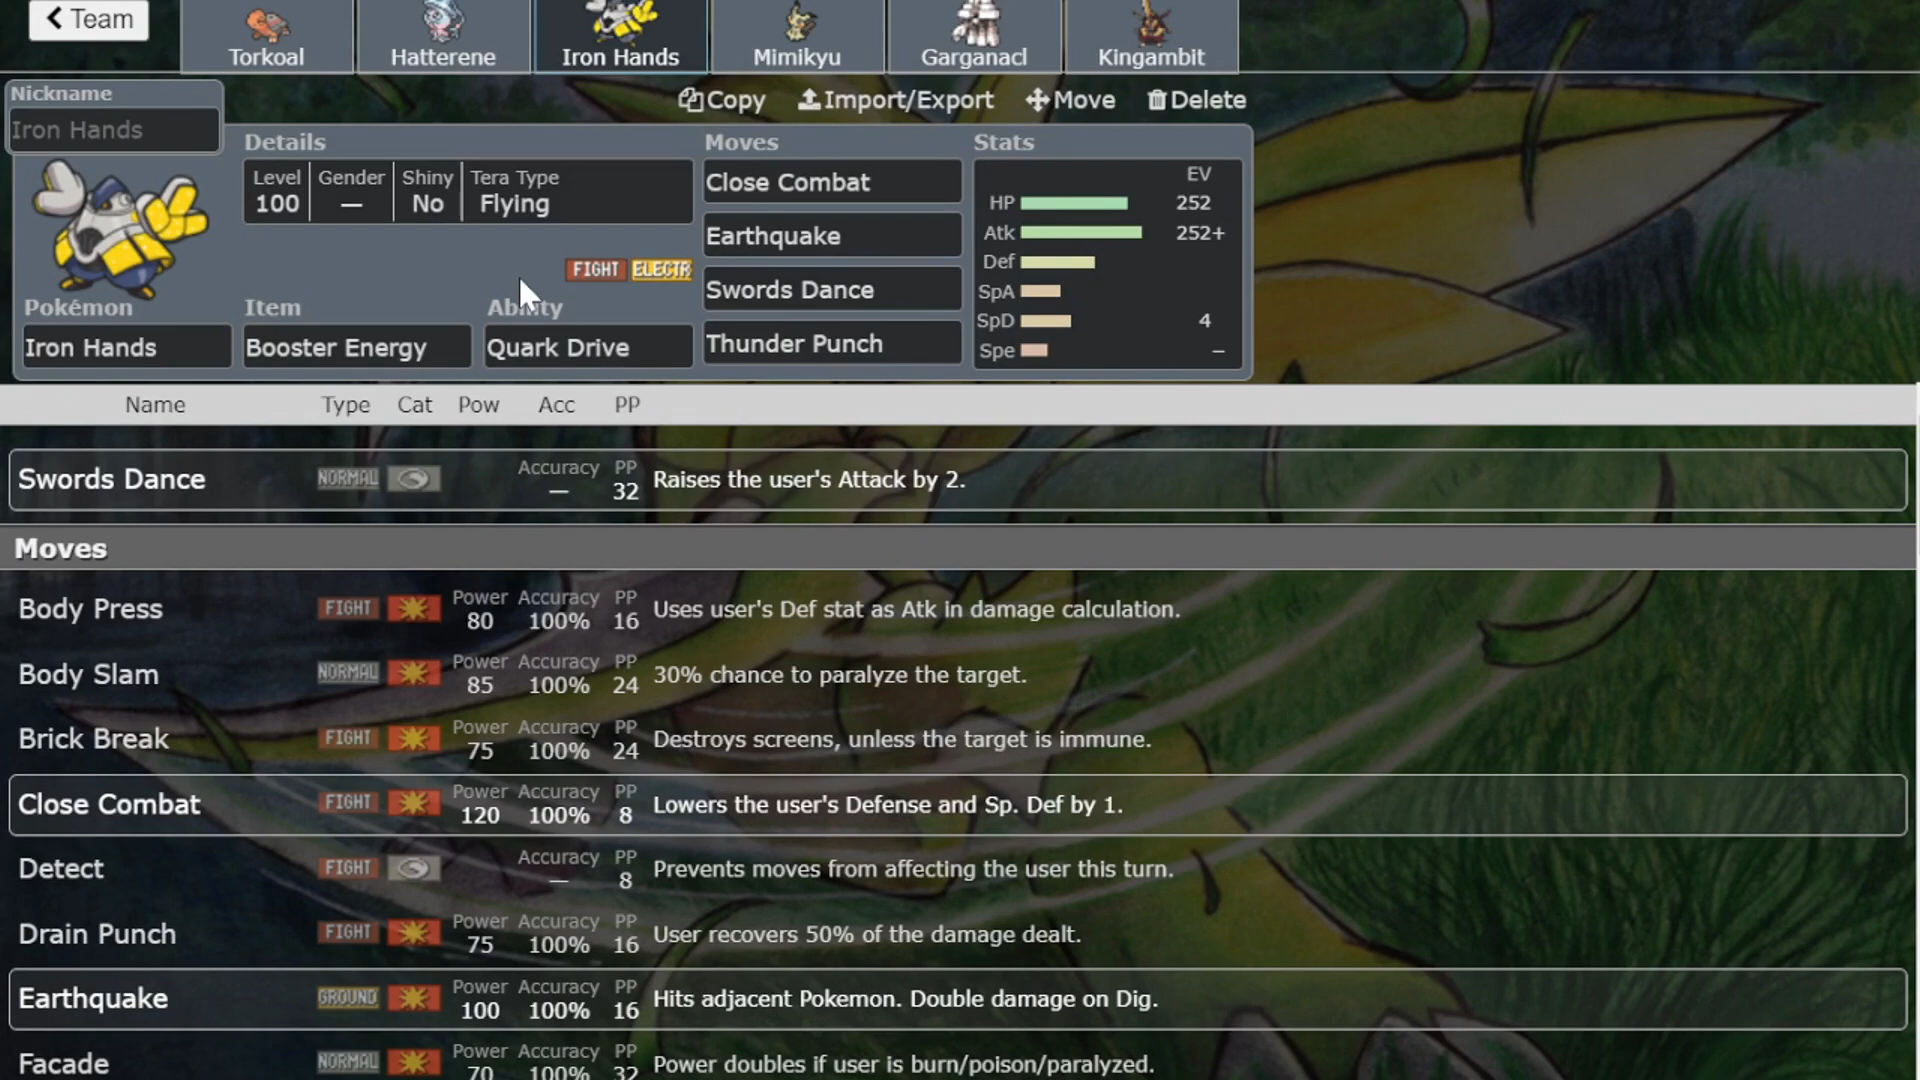 Team
Torkoal
Hatterene
Iron Hands
Mimikyu
Garganacl
Kingambit
Copy Import/Export Move Delete
Nickname
Iron Hands
Details
Level Gender Shiny Tera Type
100 — No Flying
FIGHT ELECTR
Pokémon Item Ability
Iron Hands Booster Energy Quark Drive
Moves
Close Combat
Earthquake
Swords Dance
Thunder Punch
Stats
EV
HP 252
Atk 252+
Def
SpA
SpD 4
Spe –
Name Type Cat Pow Acc PP
Swords Dance NORMAL Accuracy — PP 32 Raises the user's Attack by 2.
Moves
Body Press FIGHT Power 80 Accuracy 100% PP 16 Uses user's Def stat as Atk in damage calculation.
Body Slam NORMAL Power 85 Accuracy 100% PP 24 30% chance to paralyze the target.
Brick Break FIGHT Power 75 Accuracy 100% PP 24 Destroys screens, unless the target is immune.
Close Combat FIGHT Power 120 Accuracy 100% PP 8 Lowers the user's Defense and Sp. Def by 1.
Detect FIGHT Accuracy — PP 8 Prevents moves from affecting the user this turn.
Drain Punch FIGHT Power 75 Accuracy 100% PP 16 User recovers 50% of the damage dealt.
Earthquake GROUND Power 100 Accuracy 100% PP 16 Hits adjacent Pokemon. Double damage on Dig.
Facade NORMAL Power 70 Accuracy 100% PP 32 Power doubles if user is burn/poison/paralyzed.